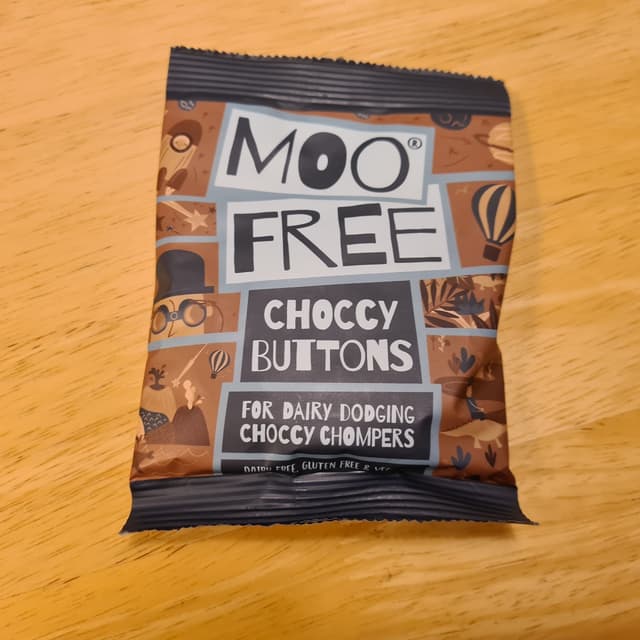 MOO®
FREE
CHOCCY
BUTTONS
FOR DAIRY DODGING
CHOCCY CHOMPERS
DAIRY FREE, GLUTEN FREE &